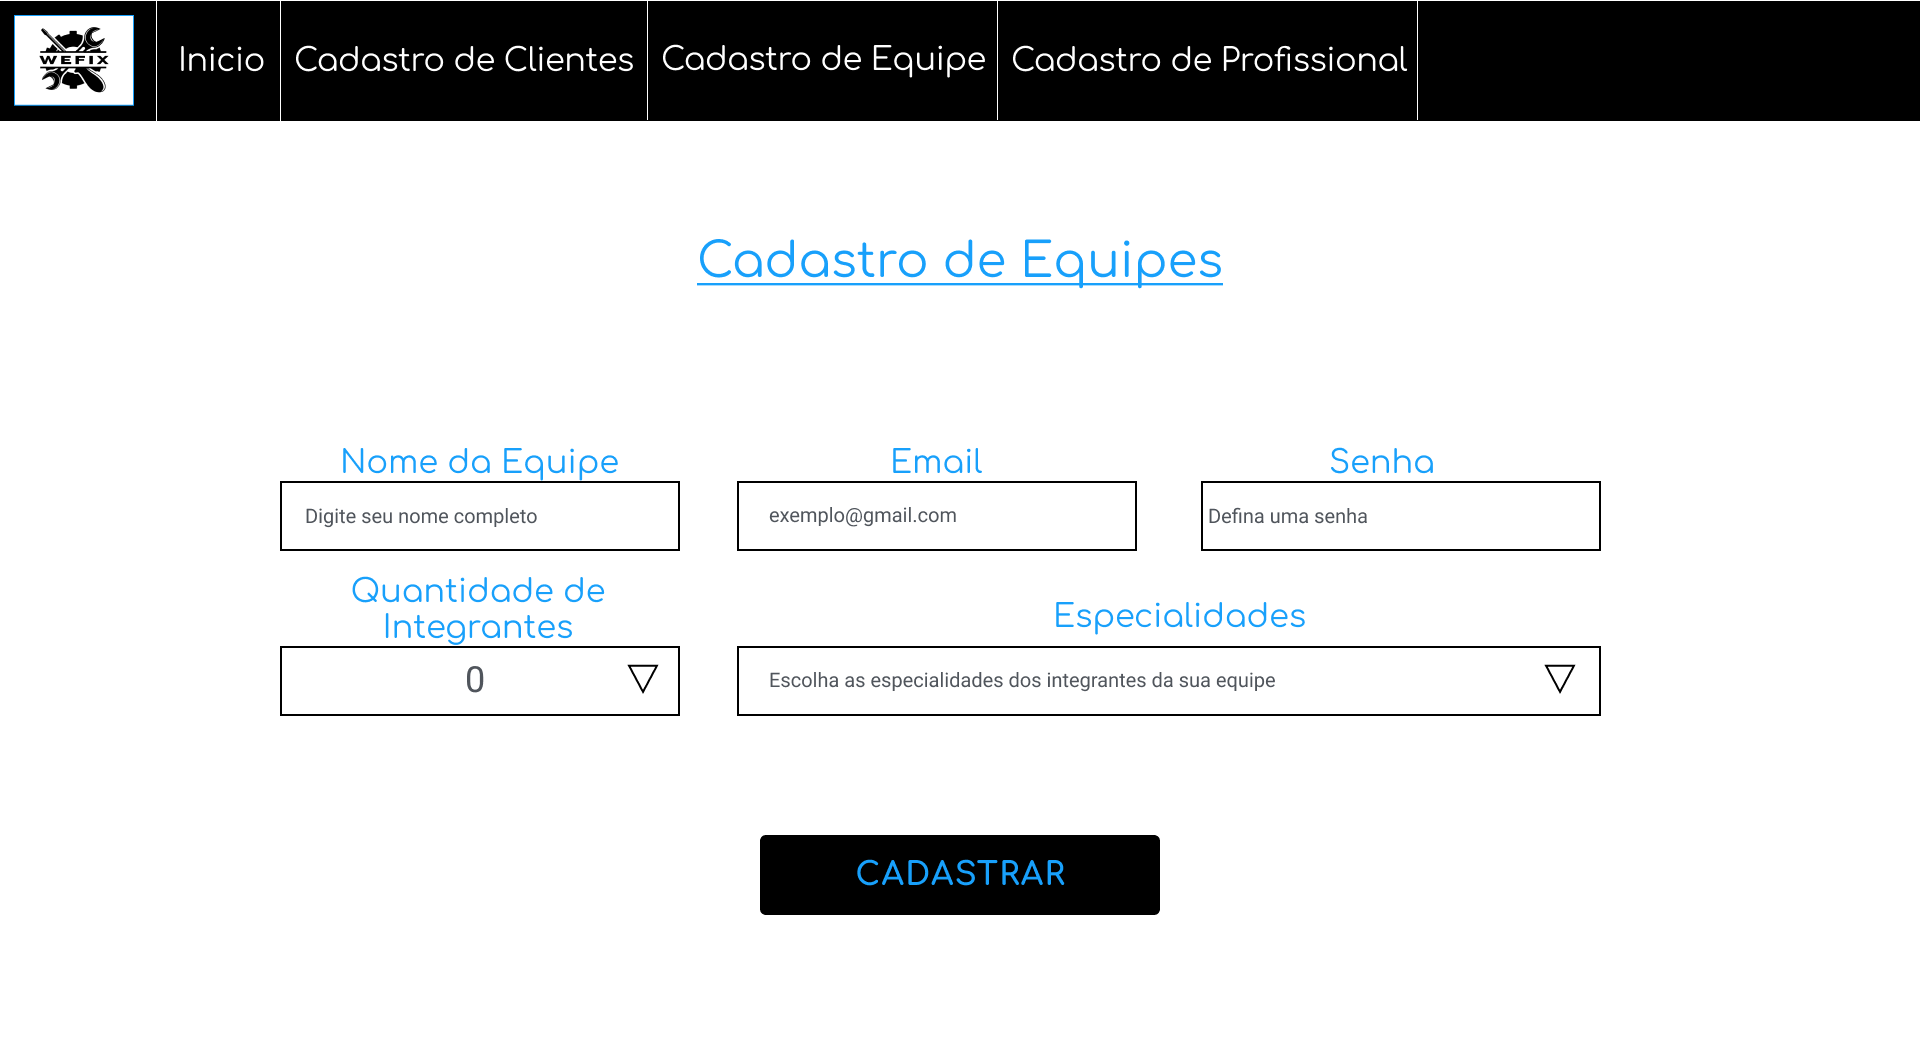 WEFIX
Inicio
Cadastro de Clientes
Cadastro de Equipe
Cadastro de Profissional
Cadastro de Equipes
Nome da Equipe
Email
Senha
Digite seu nome completo
exemplo@gmail.com
Defina uma senha
Quantidade de
Integrantes
Especialidades
0
Escolha as especialidades dos integrantes da sua equipe
CADASTRAR